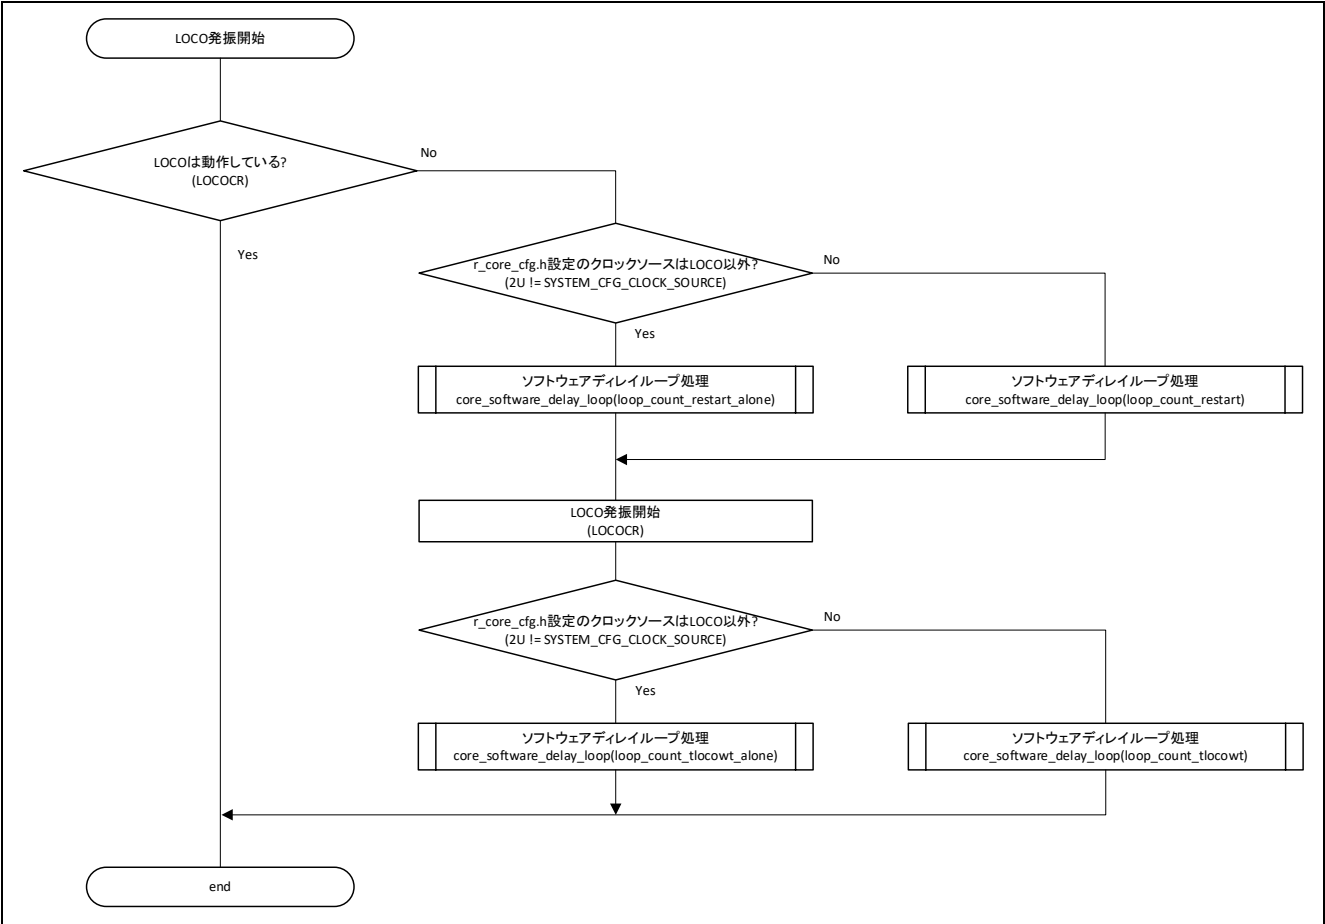 LOCO発振開始
LOCOは動作している?
(LOCOCR)
No
Yes
r_core_cfg.h設定のクロックソースはLOCO以外?
(2U != SYSTEM_CFG_CLOCK_SOURCE)
No
Yes
ソフトウェアディレイループ処理
core_software_delay_loop(loop_count_restart_alone)
ソフトウェアディレイループ処理
core_software_delay_loop(loop_count_restart)
LOCO発振開始
(LOCOCR)
r_core_cfg.h設定のクロックソースはLOCO以外?
(2U != SYSTEM_CFG_CLOCK_SOURCE)
No
Yes
ソフトウェアディレイループ処理
core_software_delay_loop(loop_count_tlocowt_alone)
ソフトウェアディレイループ処理
core_software_delay_loop(loop_count_tlocowt)
end